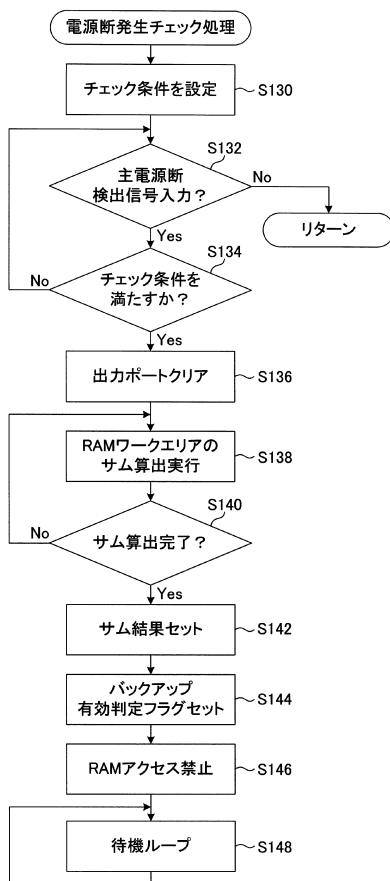 電源断発生チェック処理
チェック条件を設定
S130
主電源断
検出信号入力?
S132
No
リターン
Yes
チェック条件を
満たすか?
S134
No
Yes
出力ポートクリア
S136
RAMワークエリアの
サム算出実行
S138
サム算出完了?
S140
No
Yes
サム結果セット
S142
バックアップ
有効判定フラグセット
S144
RAMアクセス禁止
S146
待機ループ
S148